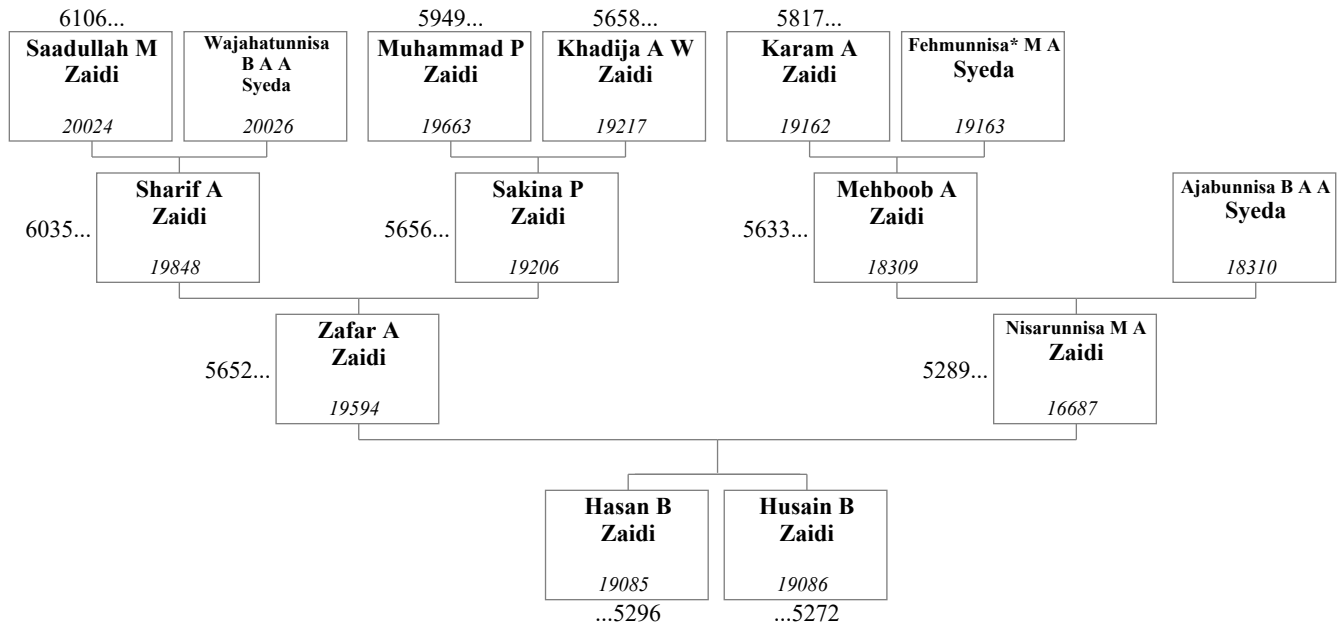 6106...
5949...
5658...
5817...
Saadullah M
Zaidi
20024
Wajahatunnisa
B A A
Syeda
20026
Muhammad P
Zaidi
19663
Khadija A W
Zaidi
19217
Karam A
Zaidi
19162
Fehmunnisa* M A
Syeda
19163
6035...
Sharif A
Zaidi
19848
5656...
Sakina P
Zaidi
19206
5633...
Mehboob A
Zaidi
18309
Ajabunnisa B A A
Syeda
18310
5652...
Zafar A
Zaidi
19594
5289...
Nisarunnisa M A
Zaidi
16687
Hasan B
Zaidi
19085
...5296
Husain B
Zaidi
19086
...5272